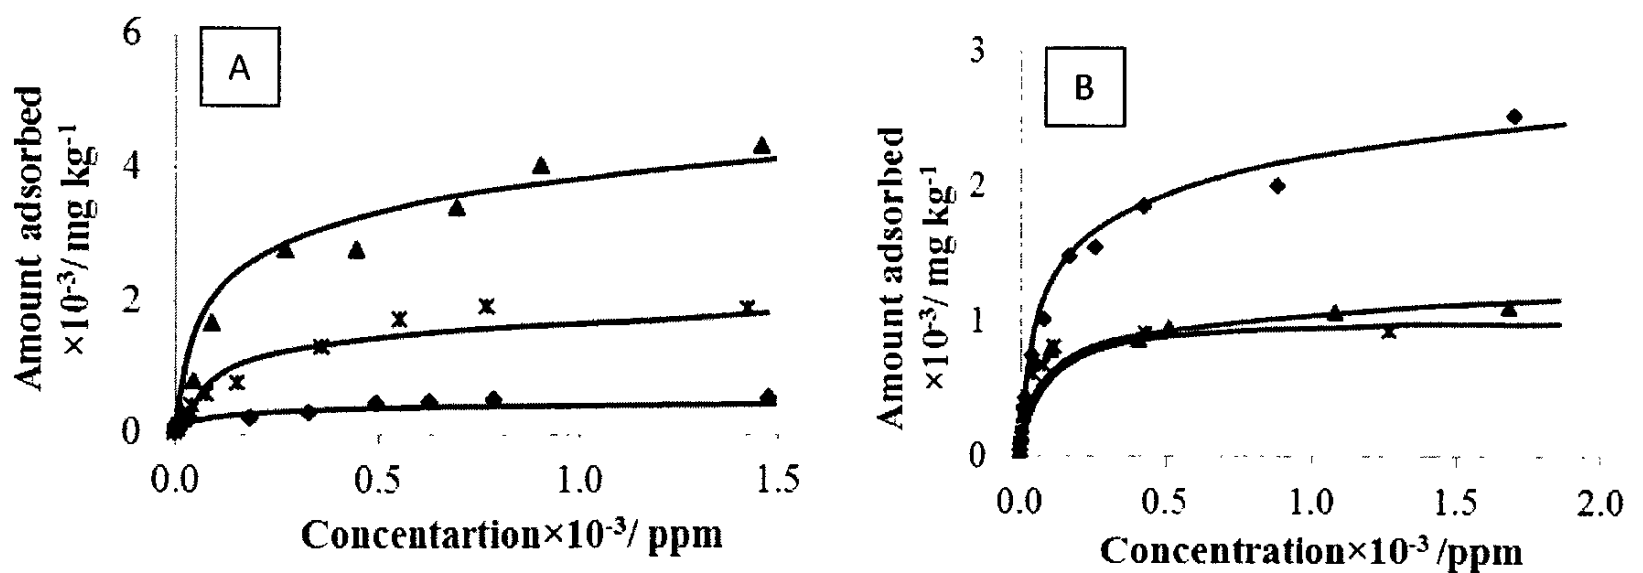 A
Amount adsorbed
×10⁻³/ mg kg⁻¹
6
4
2
0
0.0 0.5 1.0 1.5
Concentartion×10⁻³/ ppm
B
Amount adsorbed
×10⁻³/ mg kg⁻¹
3
2
1
0
0.0 0.5 1.0 1.5 2.0
Concentration×10⁻³ /ppm